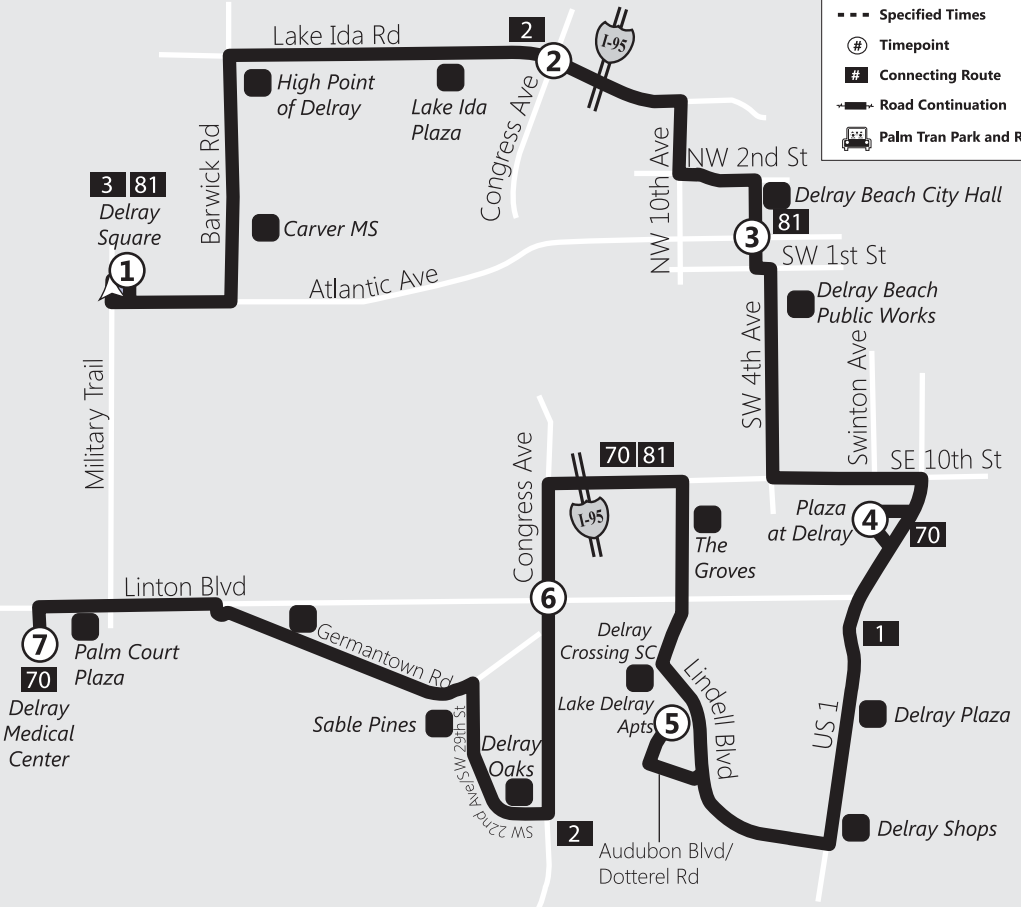 Specified Times
# Timepoint
# Connecting Route
Road Continuation
Palm Tran Park and R
Lake Ida Rd
2
2
I-95
High Point
of Delray
Lake Ida
Plaza
Congress Ave
Barwick Rd
NW 10th Ave
NW 2nd St
3 81
Delray
Square
1
Carver MS
Delray Beach City Hall
81
3
SW 1st St
Atlantic Ave
Delray Beach
Public Works
Military Trail
SW 4th Ave
Swinton Ave
SE 10th St
Congress Ave
70 81
I-95
Plaza
at Delray
4
70
The
Groves
Linton Blvd
6
7
70
Delray
Medical
Center
Palm Court
Plaza
Germantown Rd
Delray
Crossing SC
1
Lake Delray
Apts
5
Lindell Blvd
US 1
Delray Plaza
Sable Pines
SW 22nd Ave/SW 29th St
Delray
Oaks
2
Delray Shops
Audubon Blvd/
Dotterel Rd